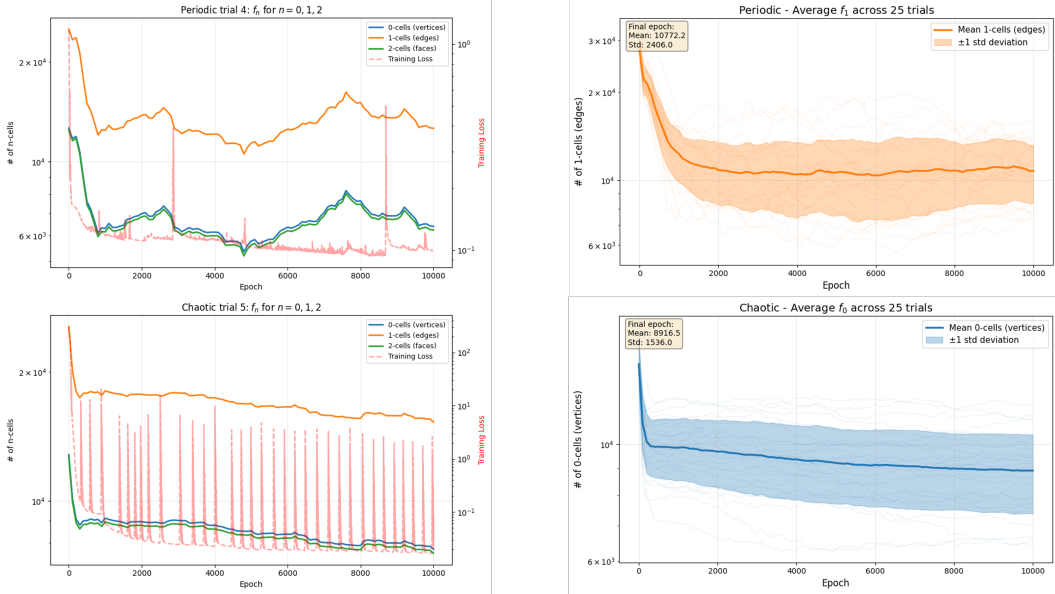 Periodic trial 4: fₙ for n = 0, 1, 2
# of n-cells
2 × 10⁴
10⁴
6 × 10³
0-cells (vertices)
1-cells (edges)
2-cells (faces)
Training Loss
10⁰
10⁻¹
Training Loss
0 2000 4000 6000 8000 10000
Epoch
Periodic - Average f₁ across 25 trials
# of 1-cells (edges)
3 × 10⁴
2 × 10⁴
10⁴
6 × 10³
Final epoch:
Mean: 10772.2
Std: 2406.0
Mean 1-cells (edges)
±1 std deviation
0 2000 4000 6000 8000 10000
Epoch
Chaotic trial 5: fₙ for n = 0, 1, 2
# of n-cells
2 × 10⁴
10⁴
0-cells (vertices)
1-cells (edges)
2-cells (faces)
Training Loss
10²
10¹
10⁰
10⁻¹
Training Loss
0 2000 4000 6000 8000 10000
Epoch
Chaotic - Average f₀ across 25 trials
# of 0-cells (vertices)
10⁴
6 × 10³
Final epoch:
Mean: 8916.5
Std: 1536.0
Mean 0-cells (vertices)
±1 std deviation
0 2000 4000 6000 8000 10000
Epoch